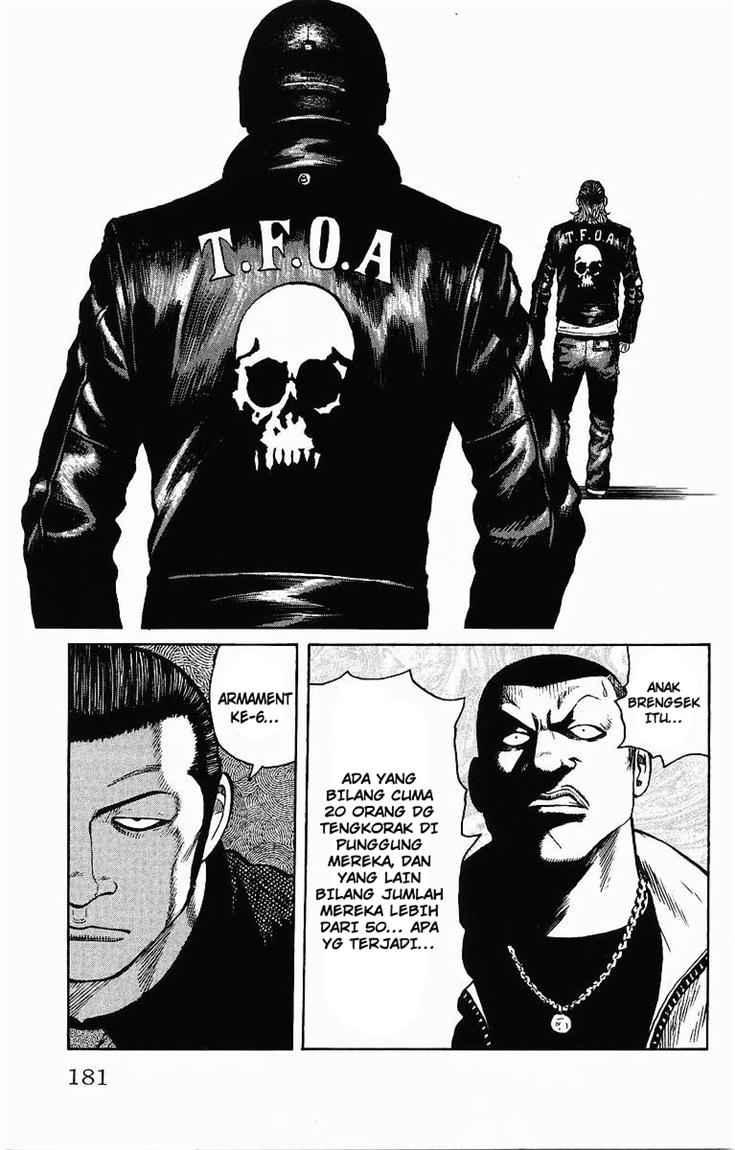 T.F.O.A
T.F.O.A
ANAK
BRENGSEK
ITU...
ADA YANG
BILANG CUMA
20 ORANG DG
TENGKORAK DI
PUNGGUNG
MEREKA, DAN
YANG LAIN
BILANG JUMLAH
MEREKA LEBIH
DARI 50... APA
YG TERJADI...
ARMAMENT
KE-6...
181